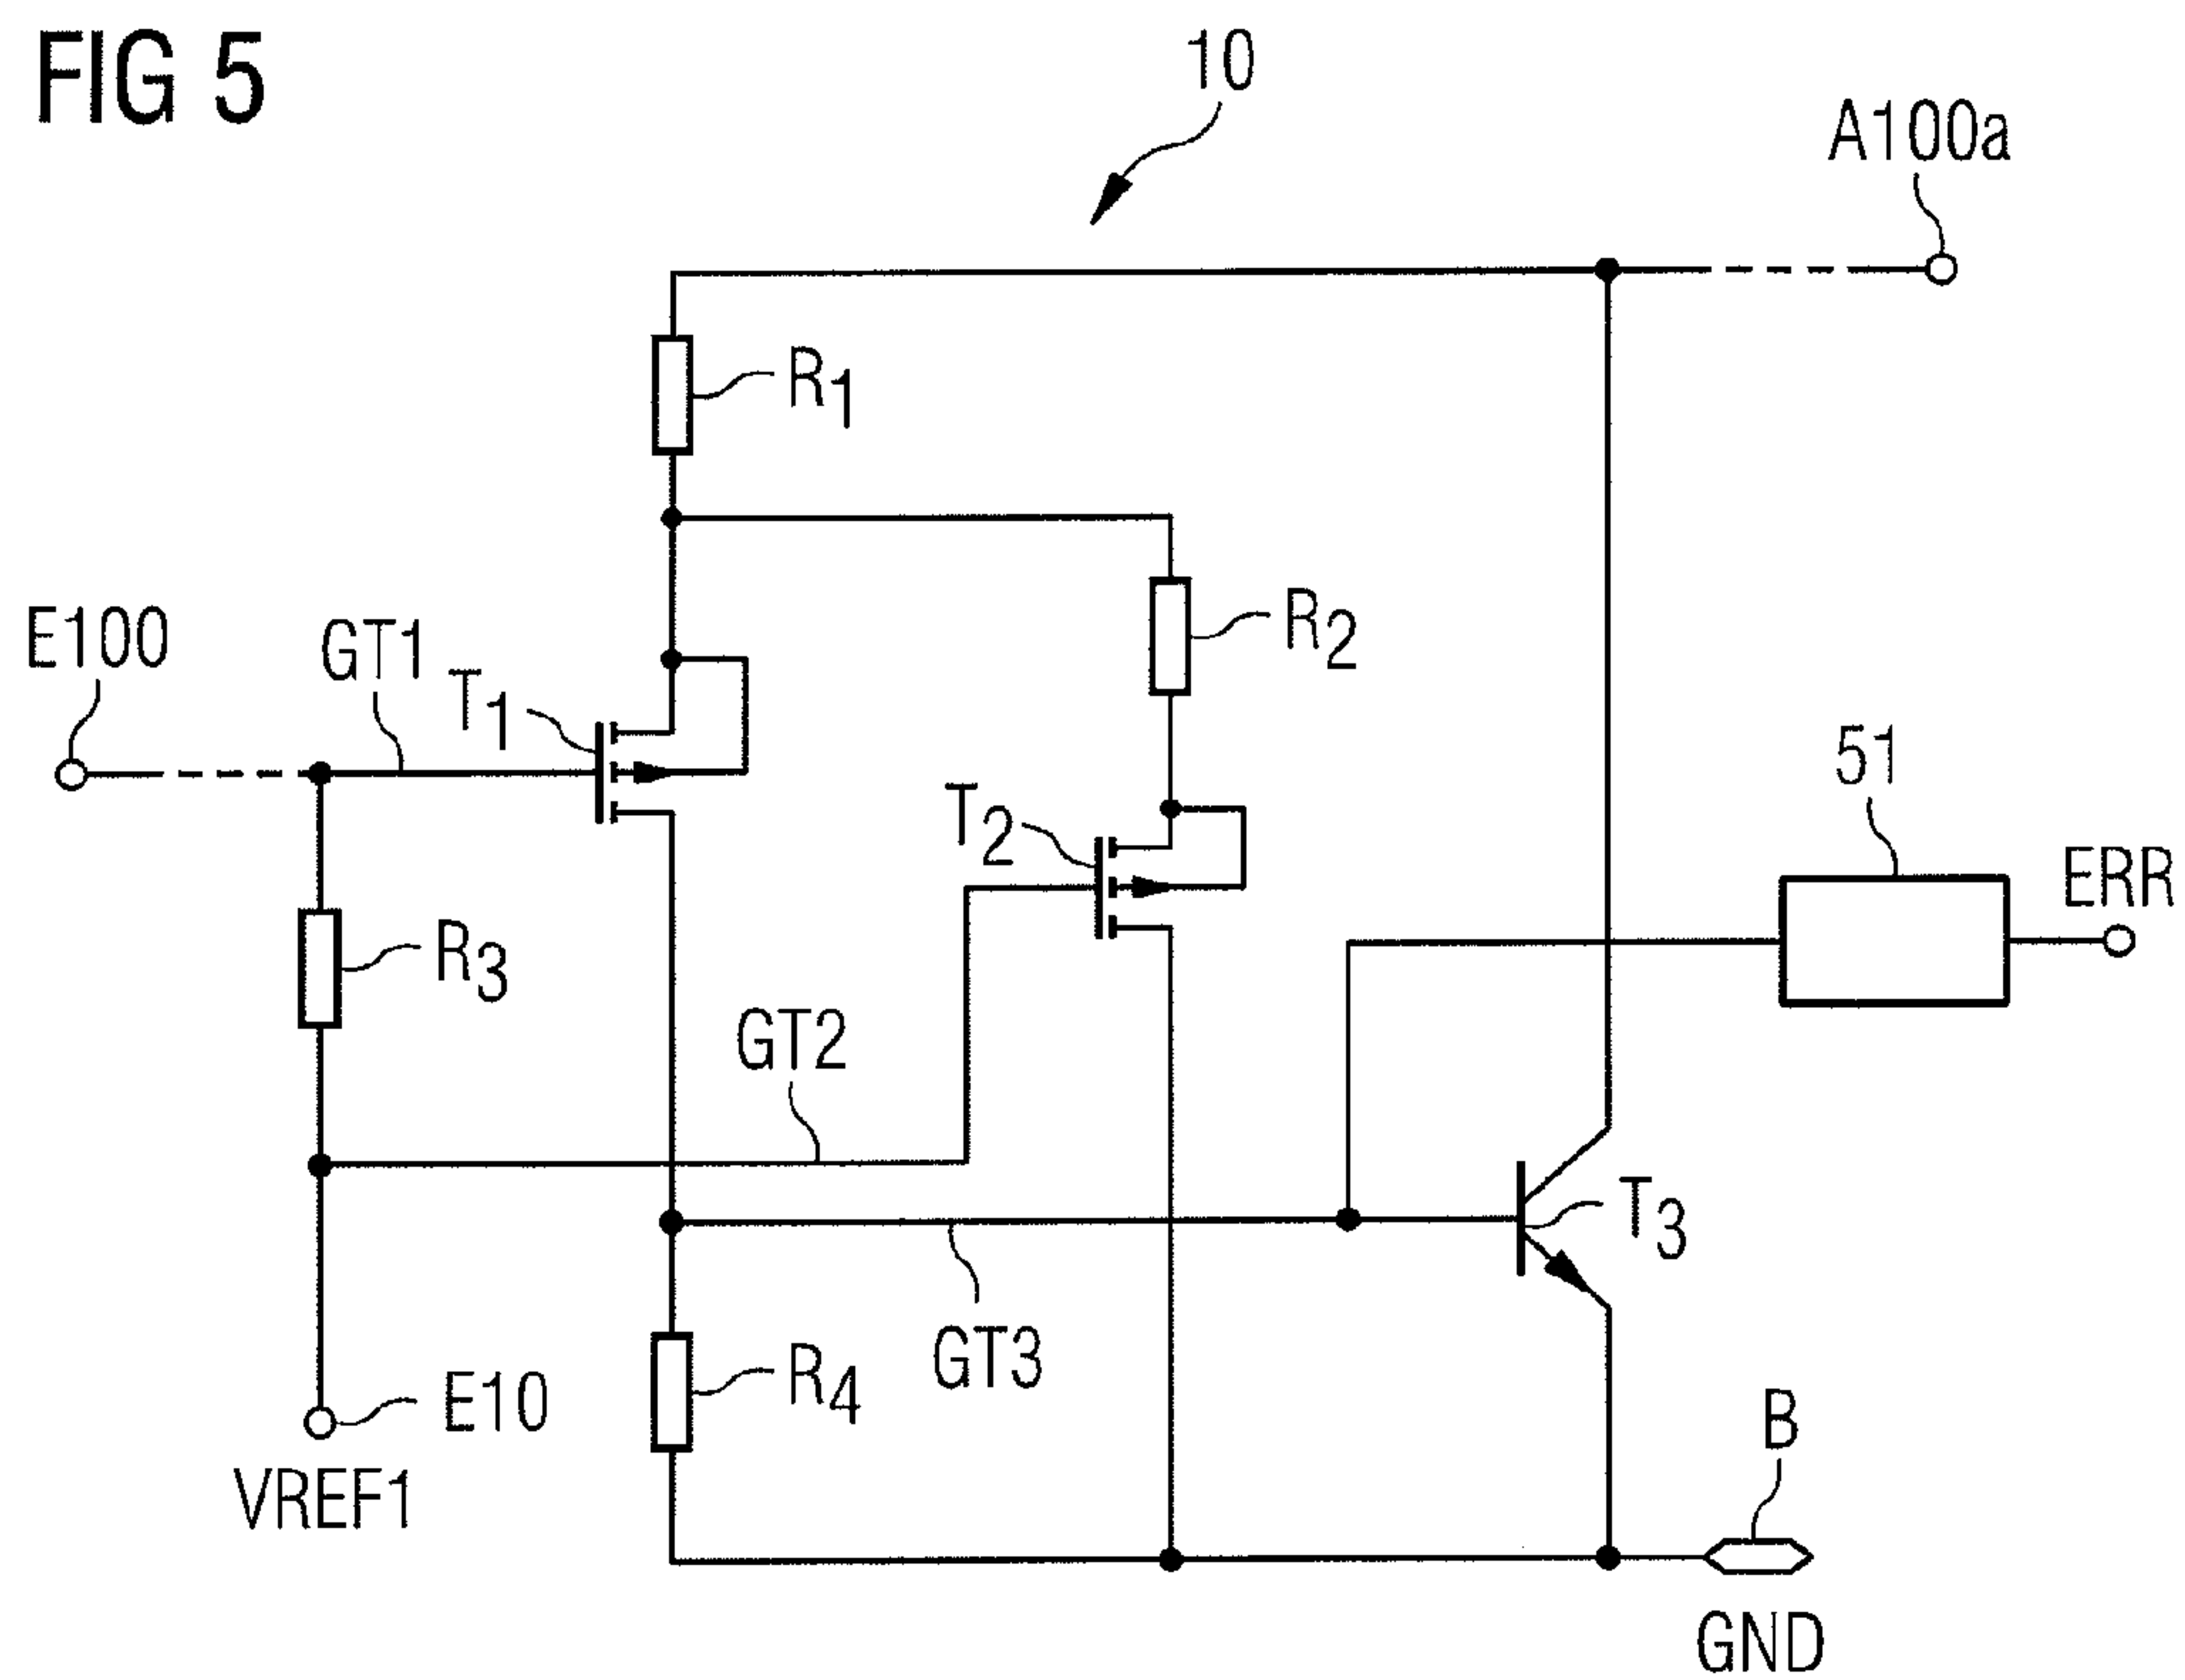 FIG 5
10
A100a
R1
E100
GT1
T1
R2
T2
51
ERR
R3
GT2
T3
GT3
R4
E10
VREF1
B
GND